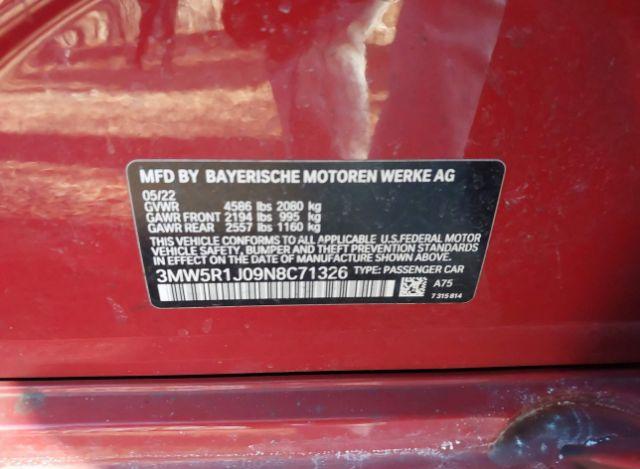 MFD BY BAYERISCHE MOTOREN WERKE AG
05/22
GVWR 4586 lbs 2080 kg
GAWR FRONT 2194 lbs 995 kg
GAWR REAR 2557 lbs 1160 kg
THIS VEHICLE CONFORMS TO ALL APPLICABLE U.S.FEDERAL MOTOR
VEHICLE SAFETY, BUMPER, AND THEFT PREVENTION STANDARDS
IN EFFECT ON THE DATE OF MANUFACTURE SHOWN ABOVE.
3MW5R1J09N8C71326 TYPE: PASSENGER CAR
A75
7 315 814